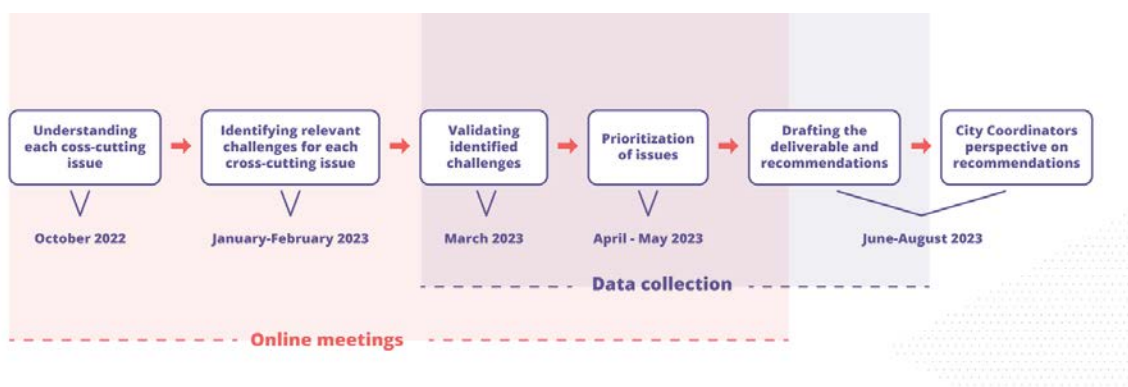 Understanding
each coss-cutting
issue
Identifying relevant
challenges for each
cross-cutting issue
Validating
identified
challenges
Prioritization
of issues
Drafting the
deliverable and
recommendations
City Coordinators
perspective on
recommendations
October 2022
January-February 2023
March 2023
April - May 2023
June-August 2023
Data collection
Online meetings